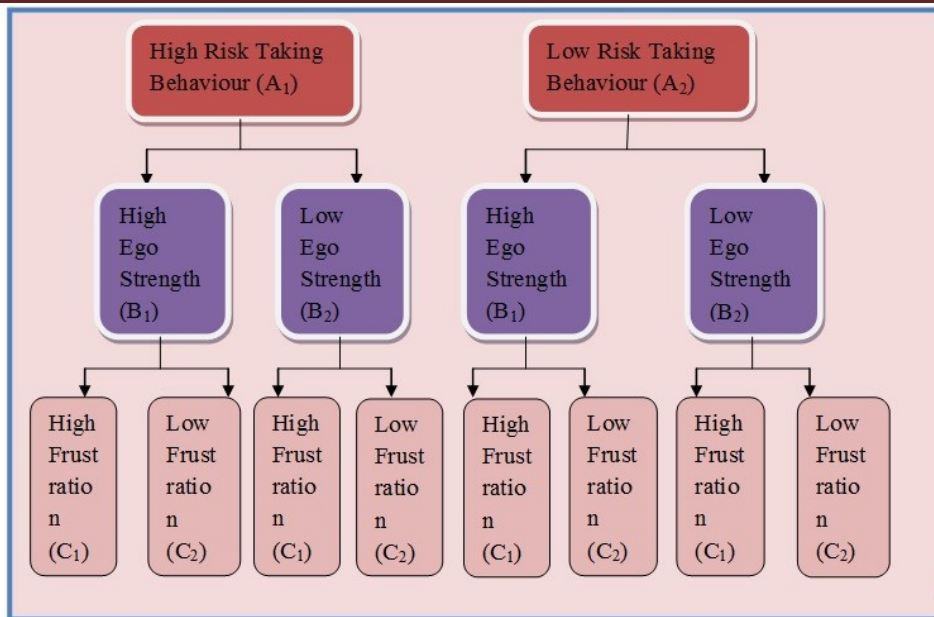 High Risk Taking
Behaviour (A₁)
Low Risk Taking
Behaviour (A₂)
High
Ego
Strength
(B₁)
Low
Ego
Strength
(B₂)
High
Ego
Strength
(B₁)
Low
Ego
Strength
(B₂)
High
Frust
ratio
n
(C₁)
Low
Frust
ration
n
(C₂)
High
Frust
ratio
n
(C₁)
Low
Frust
ratio
n
(C₂)
High
Frust
ratio
n
(C₁)
Low
Frust
ratio
n
(C₂)
High
Frust
ratio
n
(C₁)
Low
Frust
ratio
n
(C₂)